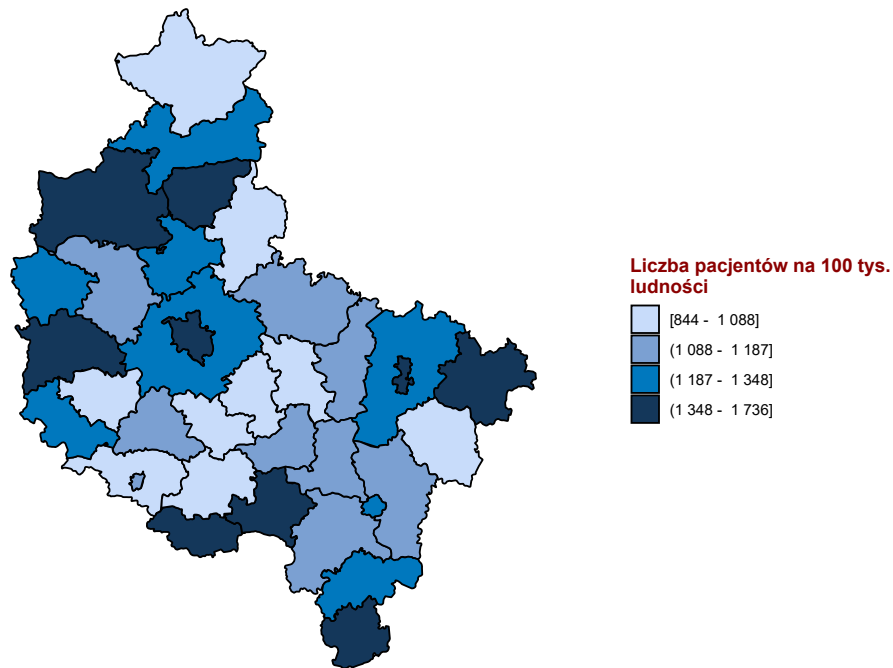 Liczba pacjentów na 100 tys.
ludności
[844 - 1 088]
(1 088 - 1 187]
(1 187 - 1 348]
(1 348 - 1 736]